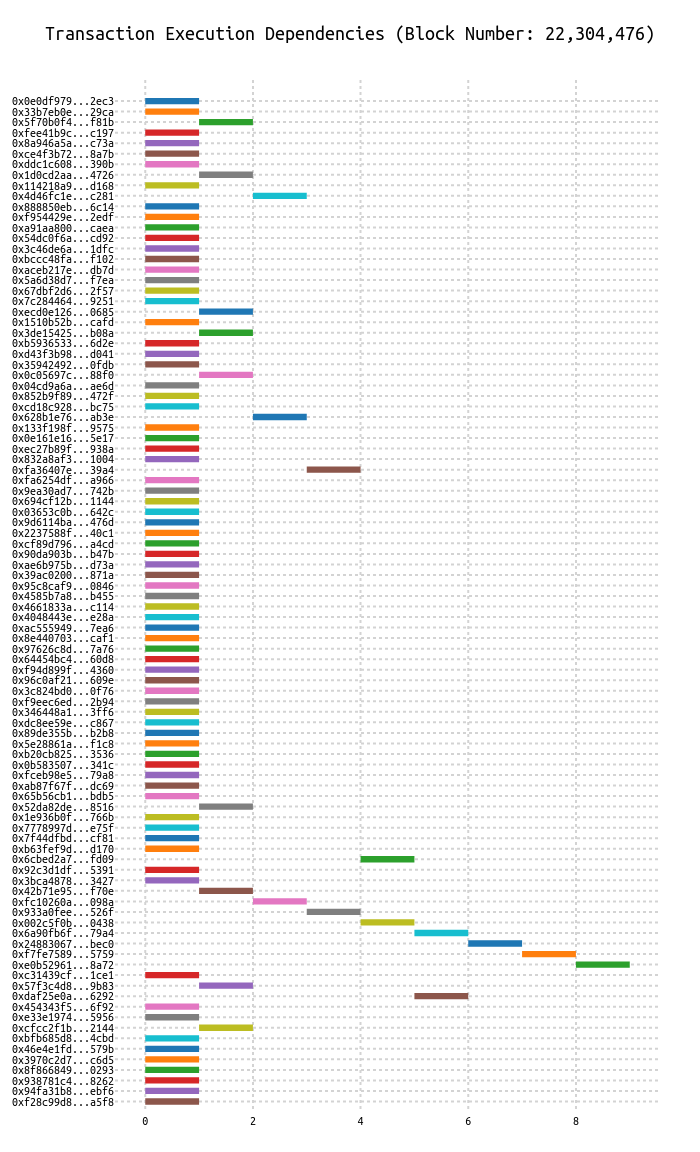 Transaction Execution Dependencies (Block Number: 22,304,476)
0x0e0df979...2ec3
0x33b7eb0e...29ca
0x5f70b0f4...f81b
0xfee41b9c...c197
0x8a946a5a...c73a
0xce4f3b72...8a7b
0xddc1c608...390b
0x1d0cd2aa...4726
0x114218a9...d168
0x4d46fc1e...c281
0x888850eb...6c14
0xf954429e...2edf
0xa91aa800...caea
0x54dc0f6a...cd92
0x3c46de6a...1dfc
0xbccc48fa...f102
0xaceb217e...db7d
0x5a6d38d7...f7ea
0x67dbf2d6...2f57
0x7c284464...9251
0xecd0e126...0685
0x1510b52b...cafd
0x3de15425...b08a
0xb5936533...6d2e
0xd43f3b98...d041
0x35942492...0fdb
0x0c05697c...88f0
0x04cd9a6a...ae6d
0x852b9f89...472f
0xcd18c928...bc75
0x628b1e76...ab3e
0x133f198f...9575
0x0e161e16...5e17
0xec27b89f...938a
0x832a8af3...1004
0xfa36407e...39a4
0xfa6254df...a966
0x9ea30ad7...742b
0x694cf12b...1144
0x03653c0b...642c
0x9d6114ba...476d
0x2237588f...40c1
0xcf89d796...a4cd
0x90da903b...b47b
0xae6b975b...d73a
0x39ac0200...871a
0x95c8caf9...0846
0x4585b7a8...b455
0x4661833a...c114
0x4048443e...e28a
0xac555949...7ea6
0x8e440703...caf1
0x97626c8d...7a76
0x64454bc4...60d8
0xf94d899f...4360
0x96c0af21...609e
0x3c824bd0...0f76
0xf9eec6ed...2b94
0x346448a1...3ff6
0xdc8ee59e...c867
0x89de355b...b2b8
0x5e28861a...f1c8
0xb20cb825...3536
0x0b583507...341c
0xfceb98e5...79a8
0xab87f67f...dc69
0x65b56cb1...bdb5
0x52da82de...8516
0x1e936b0f...766b
0x7778997d...e75f
0x7f44dfbd...cf81
0xb63fef9d...d170
0x6cbed2a7...fd09
0x92c3d1df...5391
0x3bca4878...3427
0x42b71e95...f70e
0xfc10260a...098a
0x933a0fee...526f
0x002c5f0b...0438
0x6a90fb6f...79a4
0x24883067...bec0
0xf7fe7589...5759
0xe0b52961...8a72
0xc31439cf...1ce1
0x57f3c4d8...9b83
0xdaf25e0a...6292
0x454343f5...6f92
0xe33e1974...5956
0xcfcc2f1b...2144
0xbfb685d8...4cbd
0x46e4e1fd...579b
0x3970c2d7...c6d5
0x8f866849...0293
0x938781c4...8262
0x94fa31b8...ebf6
0xf28c99d8...a5f8
0 2 4 6 8